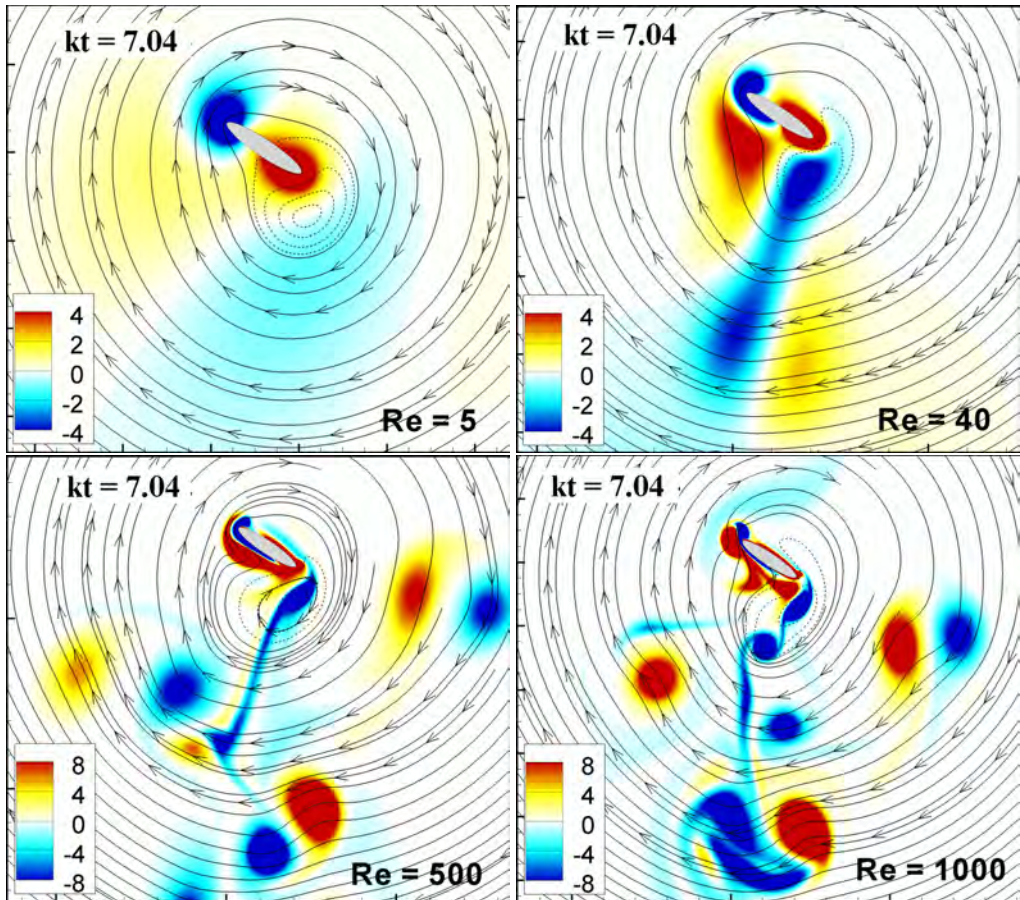 kt = 7.04
4
2
0
-2
-4
Re = 5
kt = 7.04
4
2
0
-2
-4
Re = 40
kt = 7.04
8
4
0
-4
-8
Re = 500
kt = 7.04
8
4
0
-4
-8
Re = 1000